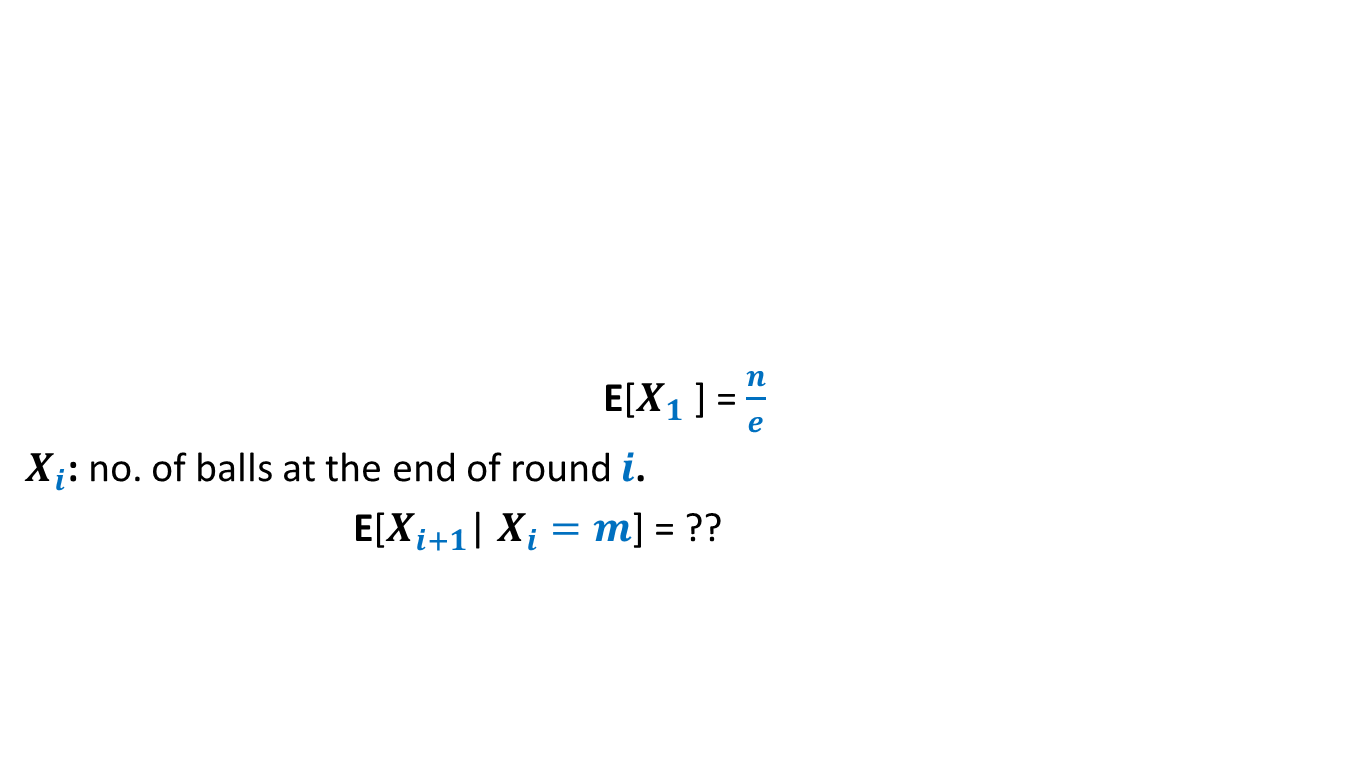 E[X₁ ] = n/e
Xᵢ: no. of balls at the end of round i.
E[Xᵢ₊₁| Xᵢ = m] = ??